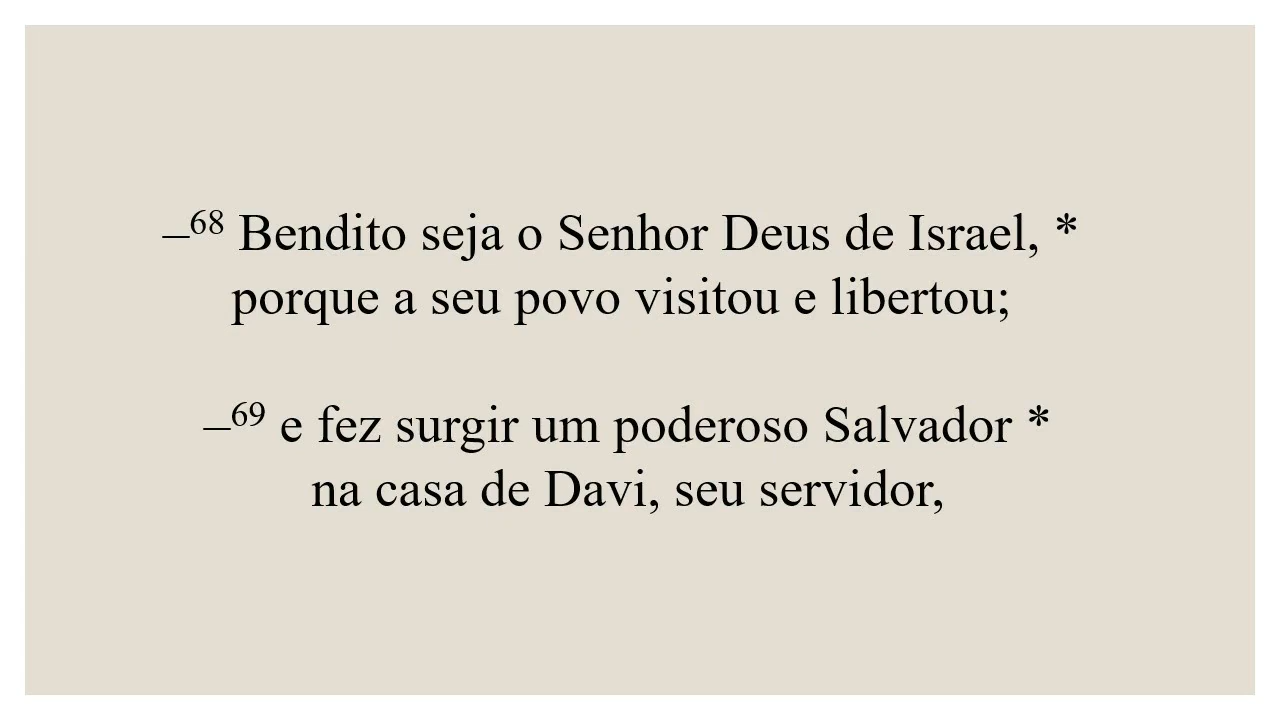 –⁶⁸ Bendito seja o Senhor Deus de Israel, *
porque a seu povo visitou e libertou;
–⁶⁹ e fez surgir um poderoso Salvador *
na casa de Davi, seu servidor,